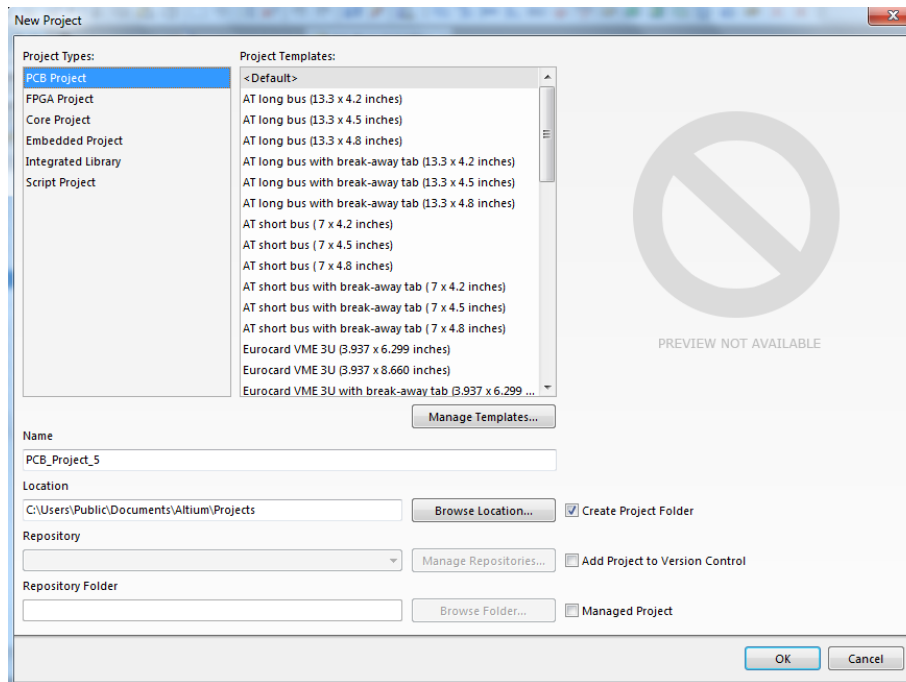 New Project
Project Types:
PCB Project
FPGA Project
Core Project
Embedded Project
Integrated Library
Script Project
Project Templates:
<Default>
AT long bus (13.3 x 4.2 inches)
AT long bus (13.3 x 4.5 inches)
AT long bus (13.3 x 4.8 inches)
AT long bus with break-away tab (13.3 x 4.2 inches)
AT long bus with break-away tab (13.3 x 4.5 inches)
AT long bus with break-away tab (13.3 x 4.8 inches)
AT short bus ( 7 x 4.2 inches)
AT short bus ( 7 x 4.5 inches)
AT short bus ( 7 x 4.8 inches)
AT short bus with break-away tab ( 7 x 4.2 inches)
AT short bus with break-away tab ( 7 x 4.5 inches)
AT short bus with break-away tab ( 7 x 4.8 inches)
Eurocard VME 3U (3.937 x 6.299 inches)
Eurocard VME 3U (3.937 x 8.660 inches)
Eurocard VME 3U with break-away tab (3.937 x 6.299 ...
PREVIEW NOT AVAILABLE
Manage Templates...
Name
PCB_Project_5
Location
C:\Users\Public\Documents\Altium\Projects
Browse Location...
Create Project Folder
Repository
Manage Repositories...
Add Project to Version Control
Repository Folder
Browse Folder...
Managed Project
OK
Cancel